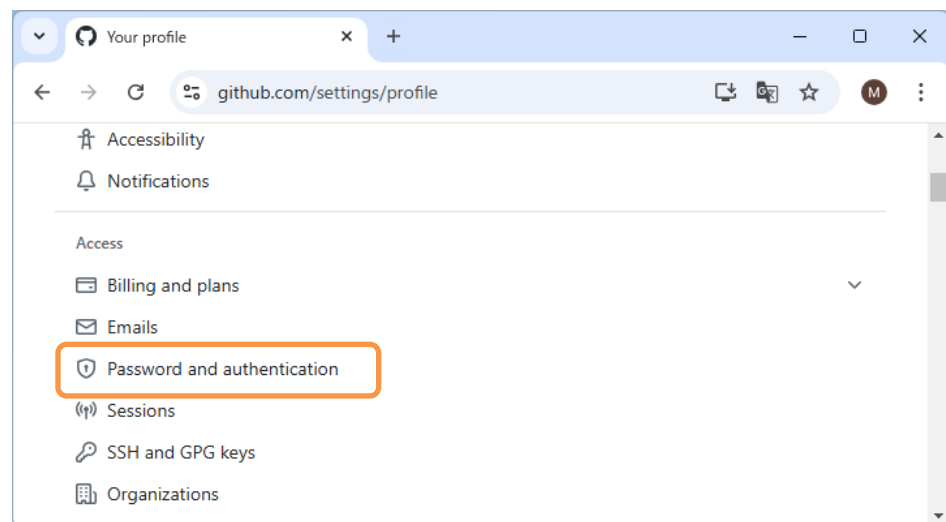 Your profile
github.com/settings/profile
M
Accessibility
Notifications
Access
Billing and plans
Emails
Password and authentication
Sessions
SSH and GPG keys
Organizations